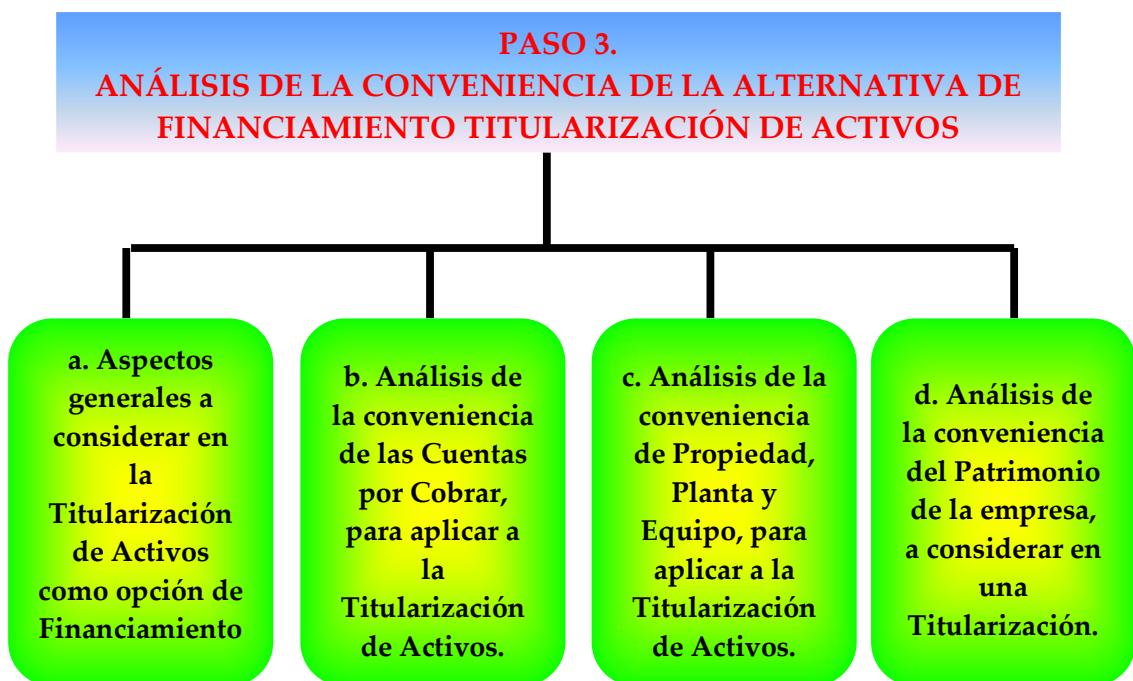 PASO 3.
ANÁLISIS DE LA CONVENIENCIA DE LA ALTERNATIVA DE
FINANCIAMIENTO TITULARIZACIÓN DE ACTIVOS
a. Aspectos
generales a
considerar en
la
Titularización
de Activos
como opción de
Financiamiento
b. Análisis de
la conveniencia
de las Cuentas
por Cobrar,
para aplicar a
la
Titularización
de Activos.
c. Análisis de la
conveniencia
de Propiedad,
Planta y
Equipo, para
aplicar a la
Titularización
de Activos.
d. Análisis de
la conveniencia
del Patrimonio
de la empresa,
a considerar en
una
Titularización.